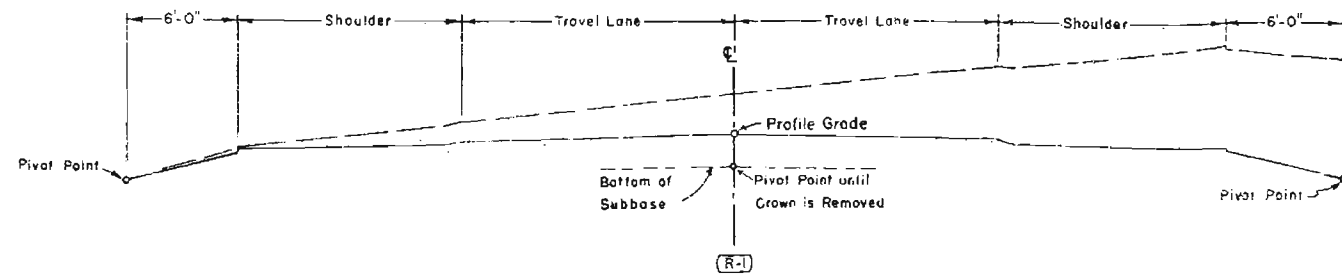 6'-0" Shoulder Travel Lane Travel Lane Shoulder 6'-0"
℄
Profile Grade
Pivot Point
Bottom of
Subbase
Pivot Point until
Crown is Removed
Pivot Point
R-1